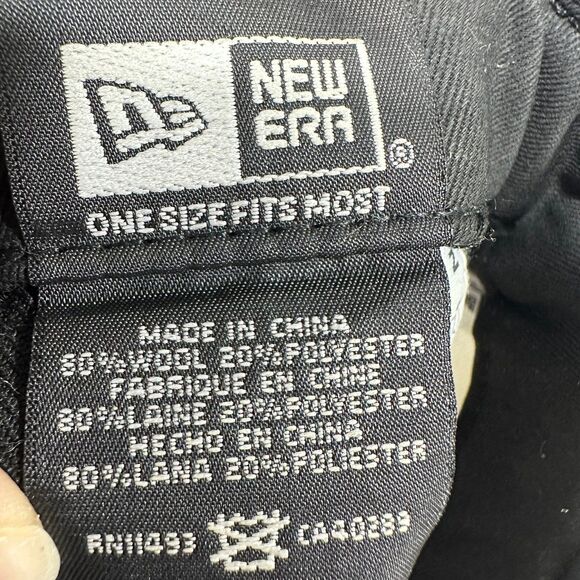 NEW
ERA
®
ONE SIZE FITS MOST
MADE IN CHINA
80% WOOL 20% POLYESTER
FABRIQUE EN CHINE
80% LAINE 20% POLYESTER
HECHO EN CHINA
80% LANA 20% POLIESTER
RN11493 CA40389